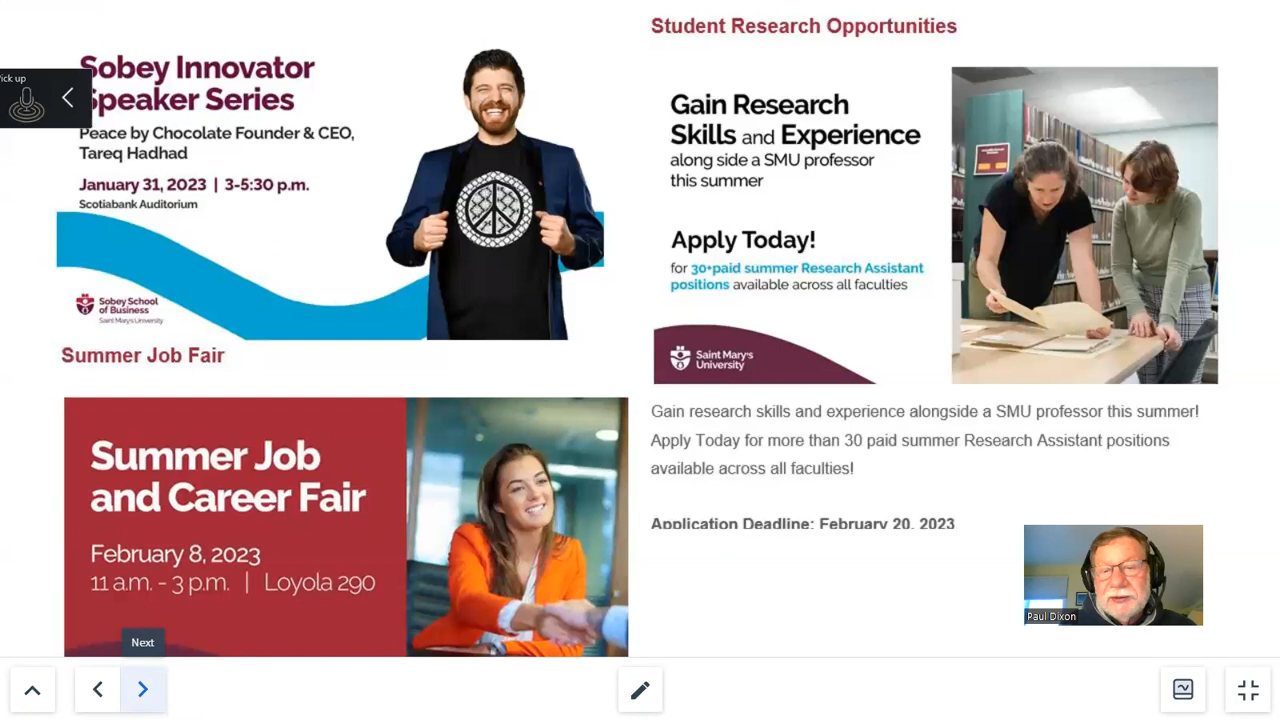 Pick up
Sobey Innovator
Speaker Series
Peace by Chocolate Founder & CEO,
Tareq Hadhad
January 31, 2023 | 3-5:30 p.m.
Scotiabank Auditorium
Sobey School
of Business
Saint Mary's University
Summer Job Fair
Summer Job
and Career Fair
February 8, 2023
11 a.m. - 3 p.m. | Loyola 290
Next
Student Research Opportunities
Gain Research
Skills and Experience
along side a SMU professor
this summer
Apply Today!
for 30+paid summer Research Assistant
positions available across all faculties
Saint Mary's
University
Gain research skills and experience alongside a SMU professor this summer!
Apply Today for more than 30 paid summer Research Assistant positions
available across all faculties!
Application Deadline: February 20, 2023
Paul Dixon